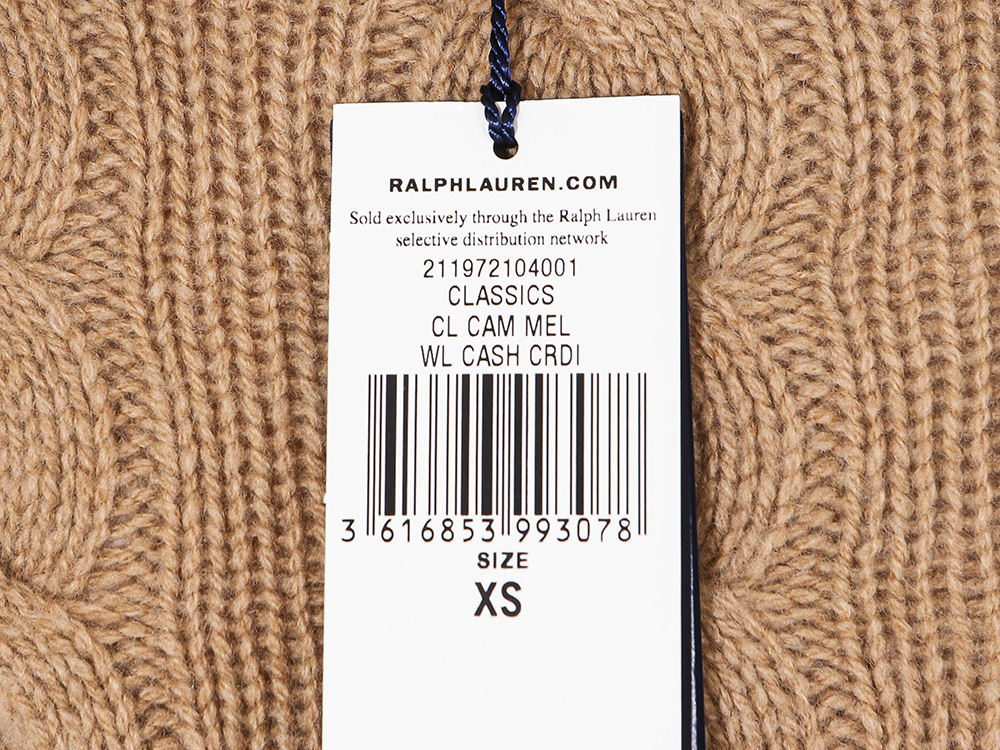 RALPHLAUREN.COM
Sold exclusively through the Ralph Lauren
selective distribution network
211972104001
CLASSICS
CL CAM MEL
WL CASH CRDI
3 616853 993078
SIZE
XS